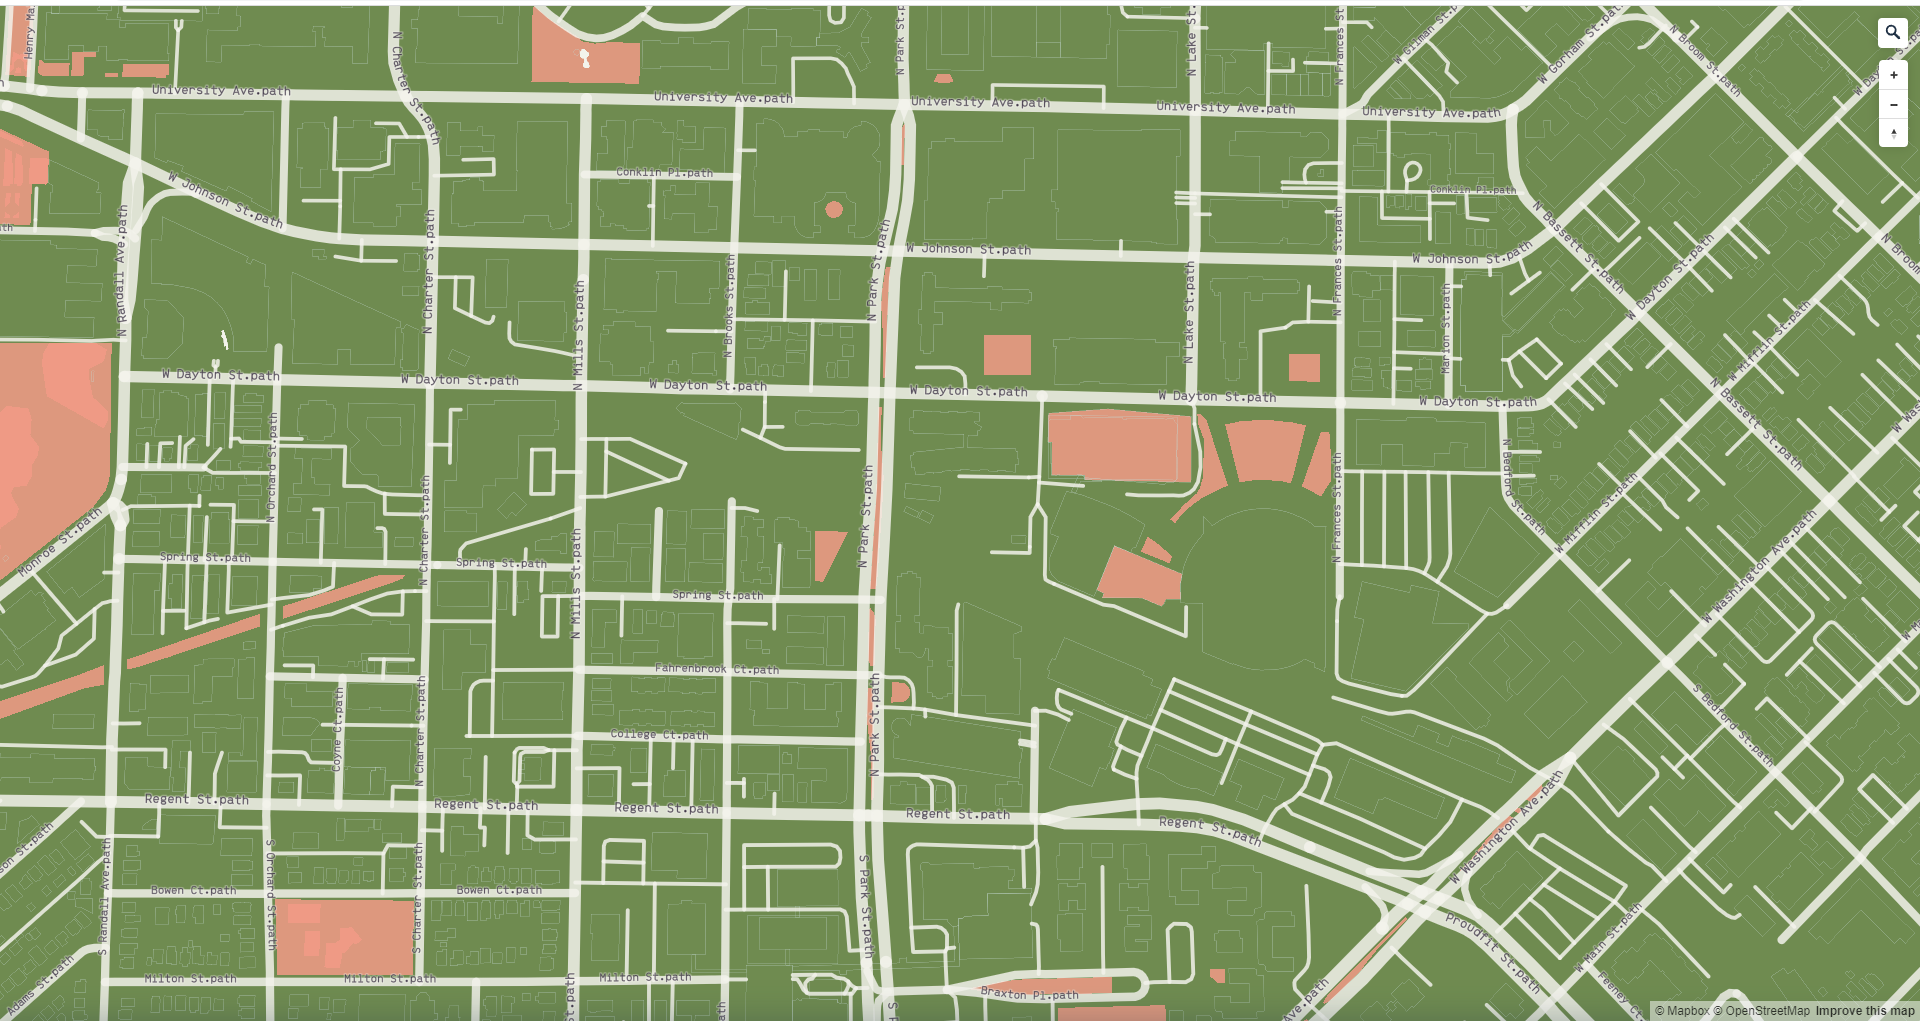 Henry Ma
N Charter St.path
N Park St.p
N Lake St.
N Frances St.
W Gilman St.p
W Gorham St.path
N Broom St.path
W Day
University Ave.path
University Ave.path
University Ave.path
University Ave.path
University Ave.path
W Johnson St.path
Conklin Pl.path
Conklin Pl.path
N Randall Ave.path
N Charter St.path
N Mills St.path
N Brooks St.path
N Park St.path
W Johnson St.path
N Lake St.path
N Frances St.path
W Johnson St.path
Marion St.path
N Bassett St.path
W Dayton St.path
N Broom
W Mifflin St.path
W Dayton St.path
W Dayton St.path
W Dayton St.path
W Dayton St.path
W Dayton St.path
W Dayton St.path
N Bassett St.path
W Was
N Orchard St.path
N Charter St.path
N Park St.path
N Frances St.path
N Bedford St.path
W Mifflin St.path
Monroe St.path
Spring St.path
Spring St.path
N Mills St.path
Spring St.path
W Washington Ave.path
W M
Fahrenbrook Ct.path
Coyne Ct.path
N Charter St.path
N Park St.path
S Bedford St.path
College Ct.path
Regent St.path
Regent St.path
Regent St.path
Regent St.path
Regent St.path
W Washington Ave.path
son St.path
S Randall Ave.path
S Orchard St.path
S Charter St.path
S Park St.path
Bowen Ct.path
Bowen Ct.path
Proudfit St.path
W Main St.path
Adams St.path
Milton St.path
Milton St.path
Milton St.path
St.path
ath
S P
Braxton Pl.path
Ave.path
Feeney Ct.
© Mapbox © OpenStreetMap Improve this map